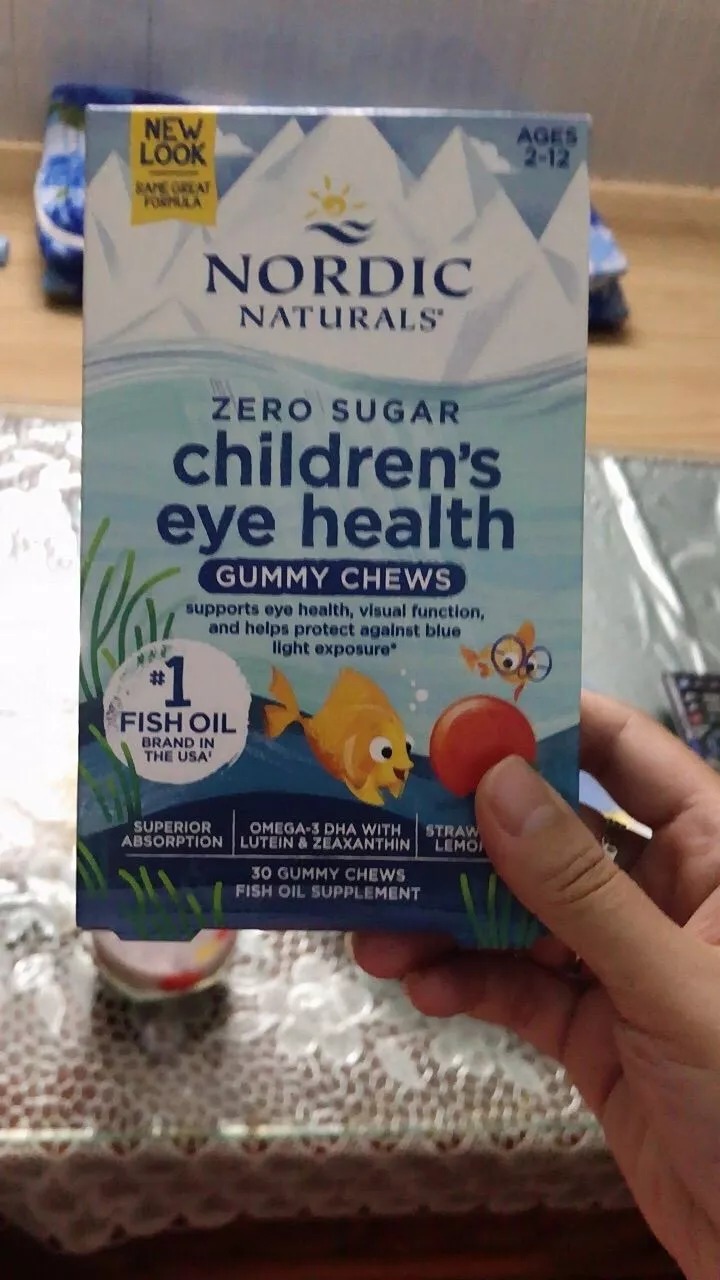 NEW
LOOK
SAME GREAT
FORMULA
AGES
2-12
NORDIC
NATURALS®
ZERO SUGAR
children's
eye health
GUMMY CHEWS
supports eye health, visual function,
and helps protect against blue
light exposure*
#1
FISH OIL
BRAND IN
THE USA†
SUPERIOR
ABSORPTION
OMEGA-3 DHA WITH
LUTEIN & ZEAXANTHIN
30 GUMMY CHEWS
FISH OIL SUPPLEMENT